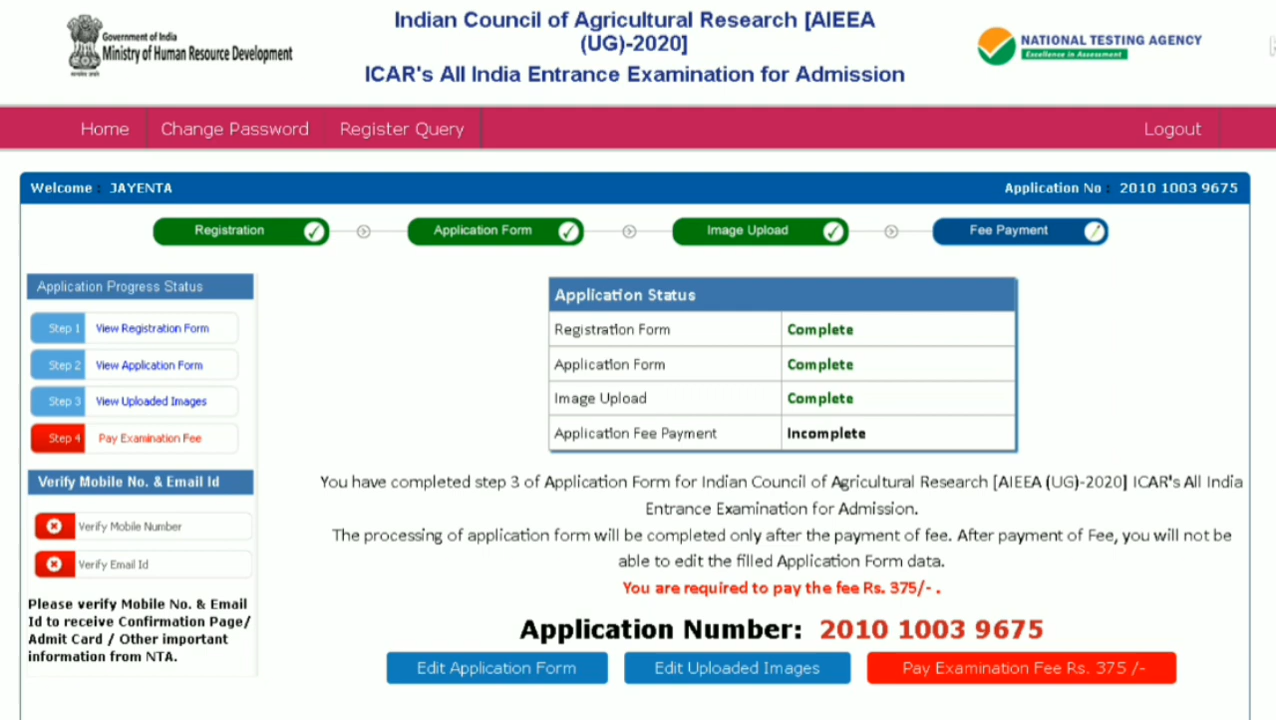 Government of India
Ministry of Human Resource Development
Indian Council of Agricultural Research [AIEEA
(UG)-2020]
ICAR's All India Entrance Examination for Admission
NATIONAL TESTING AGENCY
Excellence in Assessment
Home Change Password Register Query Logout
Welcome : JAYENTA Application No : 2010 1003 9675
Registration Application Form Image Upload Fee Payment
Application Progress Status
Step 1 View Registration Form
Step 2 View Application Form
Step 3 View Uploaded Images
Step 4 Pay Examination Fee
Verify Mobile No. & Email Id
Verify Mobile Number
Verify Email Id
Please verify Mobile No. & Email
Id to receive Confirmation Page/
Admit Card / Other important
information from NTA.
Application Status
Registration Form Complete
Application Form Complete
Image Upload Complete
Application Fee Payment Incomplete
You have completed step 3 of Application Form for Indian Council of Agricultural Research [AIEEA (UG)-2020] ICAR's All India
Entrance Examination for Admission.
The processing of application form will be completed only after the payment of fee. After payment of Fee, you will not be
able to edit the filled Application Form data.
You are required to pay the fee Rs. 375/- .
Application Number: 2010 1003 9675
Edit Application Form Edit Uploaded Images Pay Examination Fee Rs. 375 /-